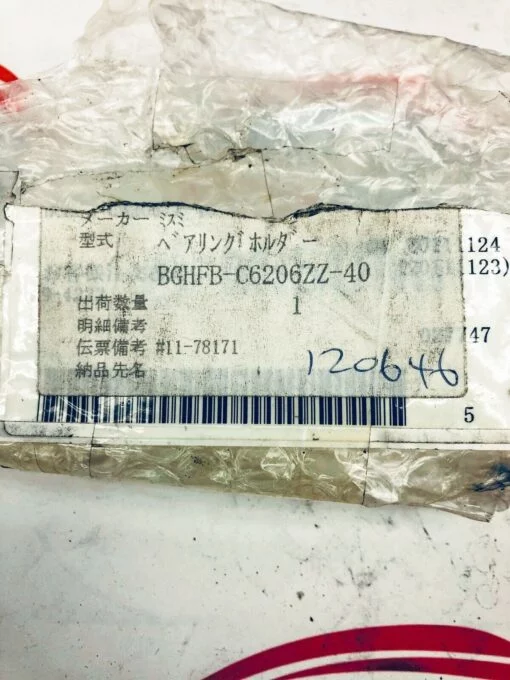 メーカー ミスミ
型式 ベアリングホルダー
BGHFB-C6206ZZ-40
出荷数量 1
明細備考
伝票備考 #11-78171
納品先名
120646
1124
123)
47
5